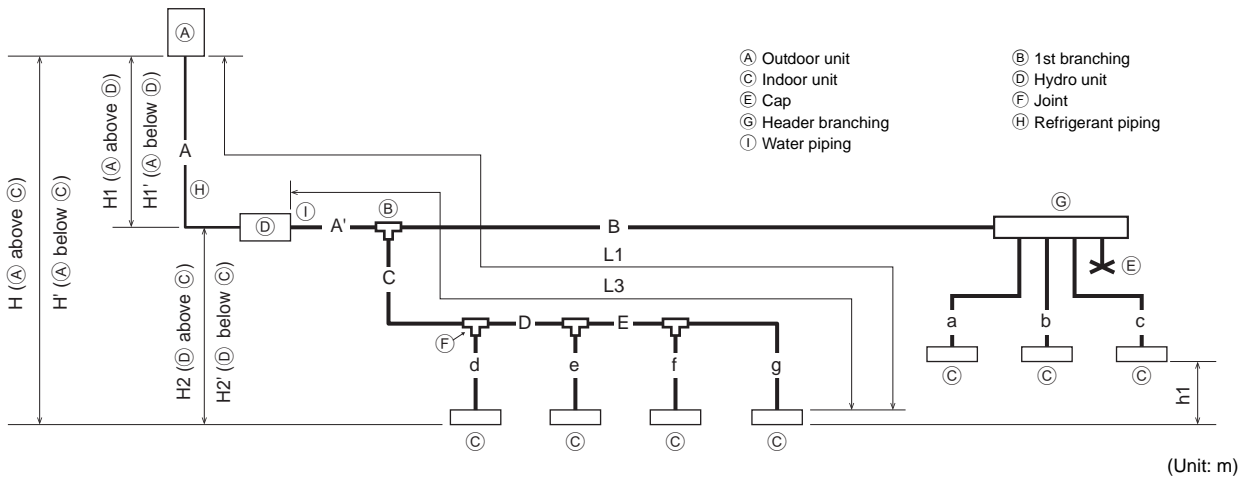 Ⓐ
Ⓐ Outdoor unit
Ⓑ 1st branching
Ⓒ Indoor unit
Ⓓ Hydro unit
Ⓔ Cap
Ⓕ Joint
Ⓖ Header branching
Ⓗ Refrigerant piping
Ⓘ Water piping
H (Ⓐ above Ⓒ)
H' (Ⓐ below Ⓒ)
H1 (Ⓐ above Ⓓ)
H1' (Ⓐ below Ⓓ)
A
Ⓗ
H2 (Ⓓ above Ⓒ)
H2' (Ⓓ below Ⓒ)
Ⓓ
Ⓘ
A'
Ⓑ
B
Ⓖ
L1
L3
C
Ⓔ
D
E
Ⓕ
a
b
c
d
e
f
g
Ⓒ
Ⓒ
Ⓒ
h1
Ⓒ
Ⓒ
Ⓒ
Ⓒ
(Unit: m)